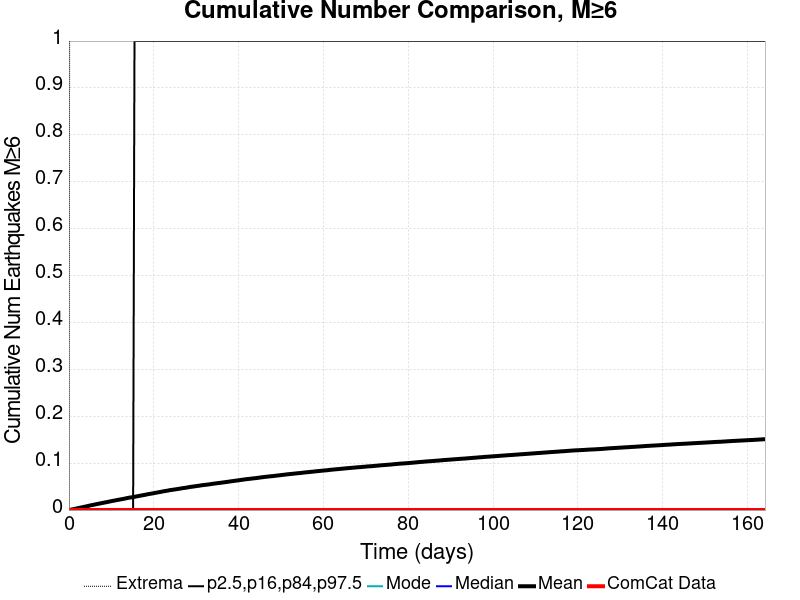 Cumulative Number Comparison, M≥6
Cumulative Num Earthquakes M≥6
1
0.9
0.8
0.7
0.6
0.5
0.4
0.3
0.2
0.1
0
0 20 40 60 80 100 120 140 160
Time (days)
Extrema p2.5,p16,p84,p97.5 Mode Median Mean ComCat Data